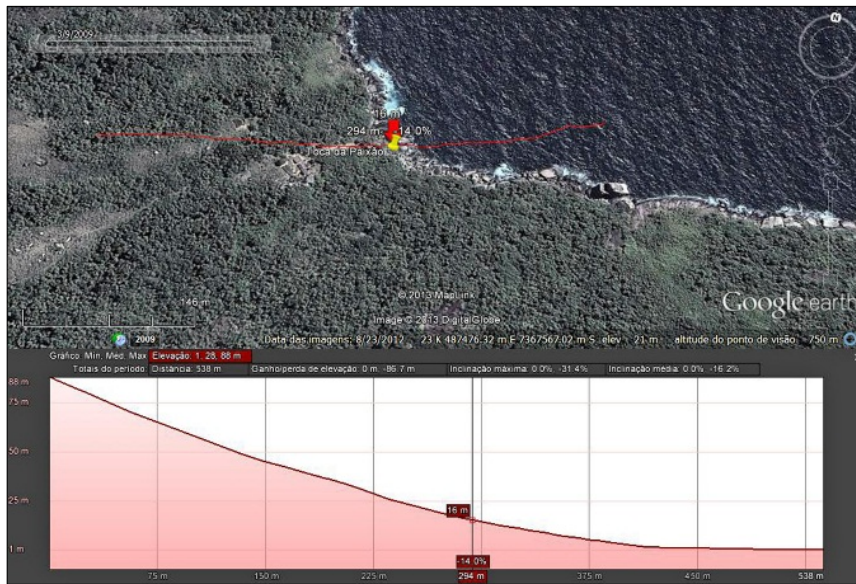 3/9/2009
N
16 m
294 m -14.0%
Toca da Paixão
© 2013 MapLink
146 m
Image © 2013 DigitalGlobe
Google earth
2009
Data das imagens: 8/23/2012 23 K 487476.32 m E 7367567.02 m S elev 21 m altitude do ponto de visão 750 m
Gráfico: Min, Med, Max Elevação: 1, 28, 88 m
Totais do período: Distância: 538 m Ganho/perda de elevação: 0 m, -86.7 m Inclinação máxima: 0.0%, -31.4% Inclinação média: 0.0%, -16.2%
88 m
75 m
50 m
25 m
16 m
1 m
-14.0%
75 m 150 m 225 m 294 m 375 m 450 m 538 m